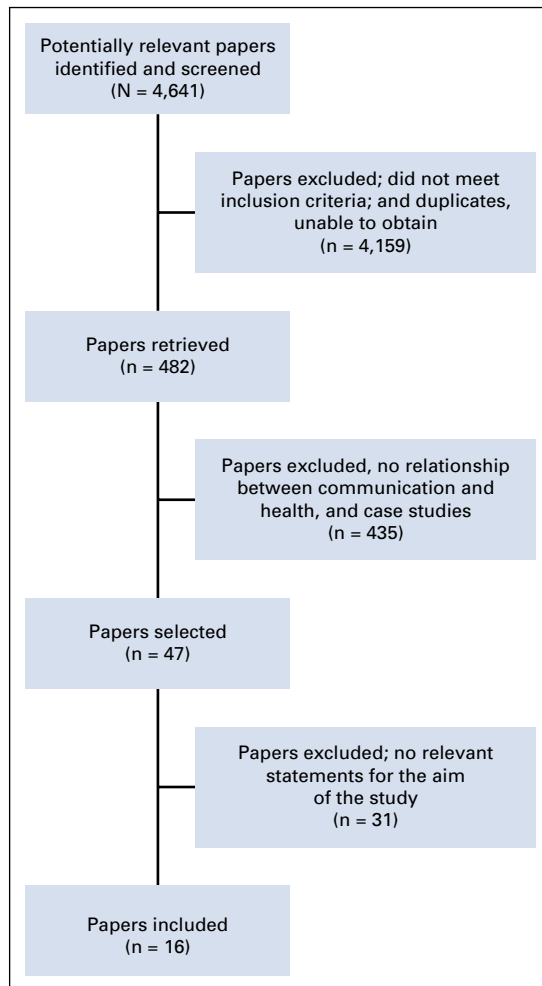 Potentially relevant papers
identified and screened
(N = 4,641)
Papers excluded; did not meet
inclusion criteria; and duplicates,
unable to obtain
(n = 4,159)
Papers retrieved
(n = 482)
Papers excluded, no relationship
between communication and
health, and case studies
(n = 435)
Papers selected
(n = 47)
Papers excluded; no relevant
statements for the aim
of the study
(n = 31)
Papers included
(n = 16)